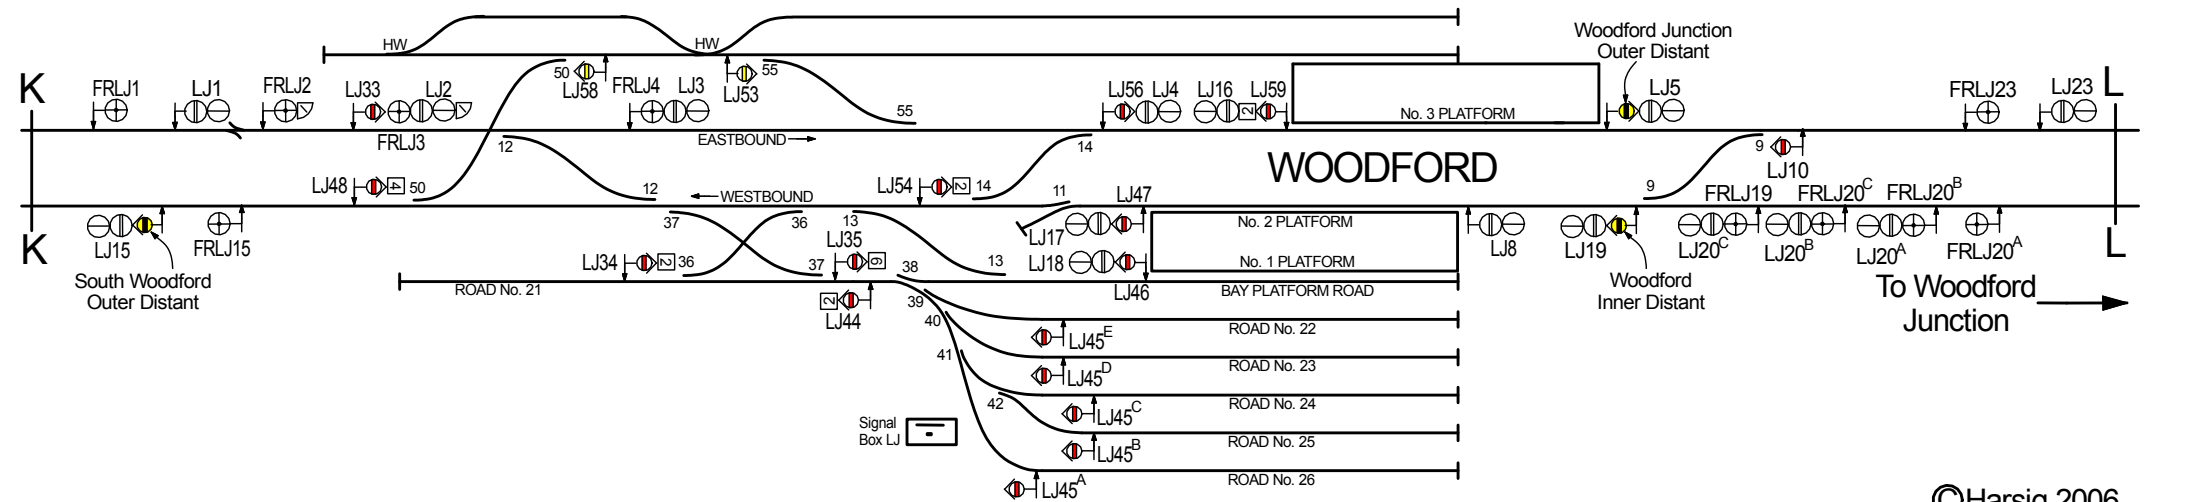 HW
HW
Woodford Junction
Outer Distant
K
FRLJ1
LJ1
FRLJ2
LJ33
LJ2
50
LJ58
FRLJ4
LJ3
LJ53
55
LJ56
LJ4
LJ16
2
LJ59
No. 3 PLATFORM
LJ5
FRLJ23
LJ23
L
55
FRLJ3
12
EASTBOUND
14
WOODFORD
9
LJ10
LJ48
4
50
12
WESTBOUND
LJ54
2
14
11
LJ47
9
FRLJ19
FRLJ20C
FRLJ20B
K
LJ15
FRLJ15
37
36
13
LJ17
No. 2 PLATFORM
LJ8
LJ19
LJ20C
LJ20B
LJ20A
FRLJ20A
L
South Woodford
Outer Distant
LJ34
2
36
37
LJ35
6
38
13
LJ18
No. 1 PLATFORM
Woodford
Inner Distant
To Woodford
Junction
ROAD No. 21
2
LJ44
39
LJ46
BAY PLATFORM ROAD
40
LJ45E
ROAD No. 22
41
LJ45D
ROAD No. 23
42
LJ45C
ROAD No. 24
Signal
Box LJ
LJ45B
ROAD No. 25
LJ45A
ROAD No. 26
©Harsig 2006